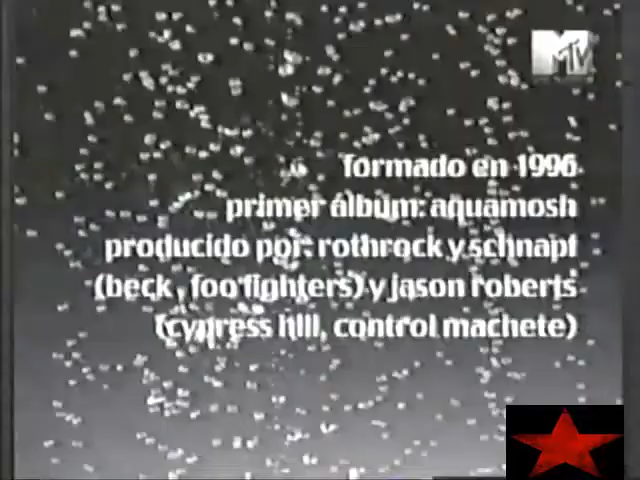 MTV
formado en 1996
primer álbum: aquamosh
producido por: rothrock y schnapf
(beck, foo fighters) y jason roberts
(cypress hill, control machete)